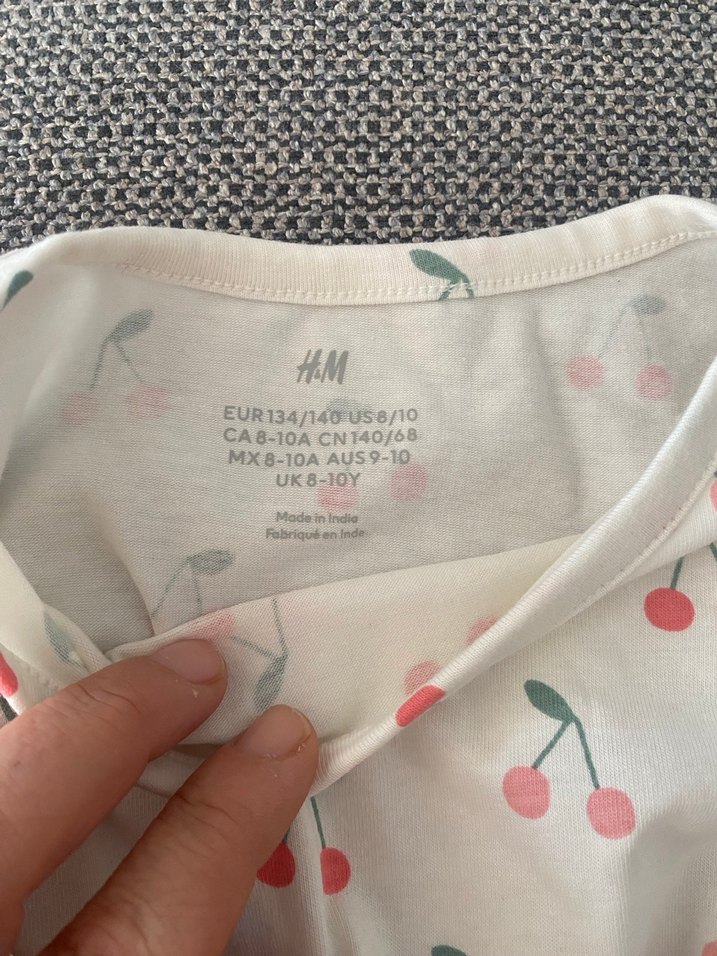 H&M
EUR 134/140 US 8/10
CA 8-10A CN 140/68
MX 8-10A AUS 9-10
UK 8-10Y
Made in India
Fabriqué en Inde